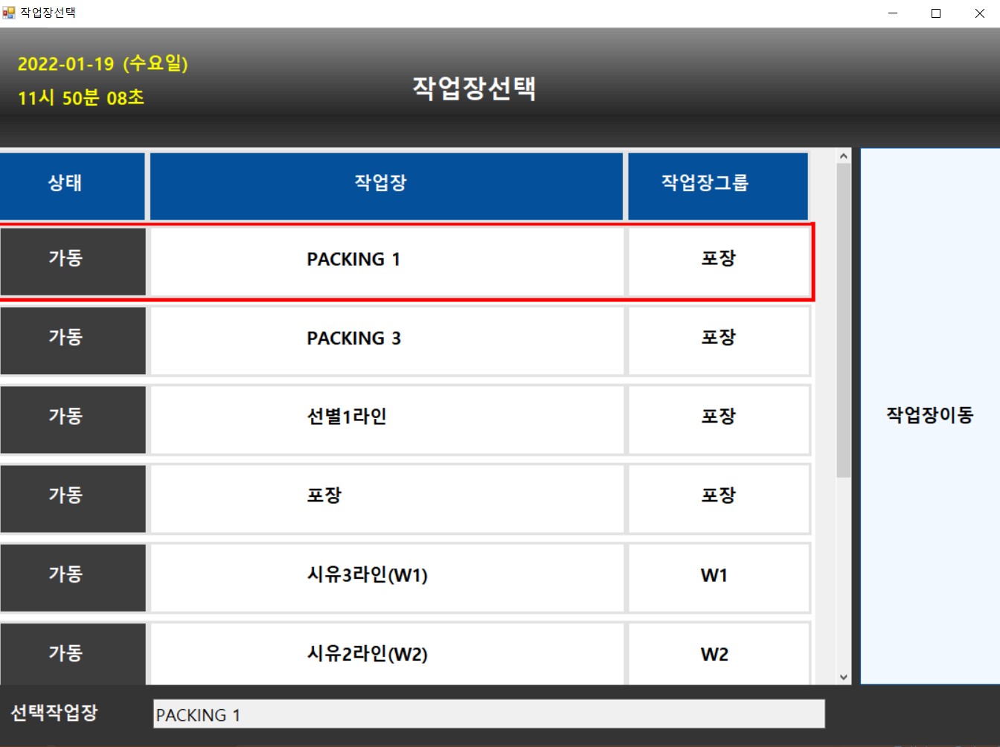 작업장선택
2022-01-19 (수요일)
11시 50분 08초
작업장선택
상태 작업장 작업장그룹
가동 PACKING 1 포장
가동 PACKING 3 포장
가동 선별1라인 포장
가동 포장 포장
가동 시유3라인(W1) W1
가동 시유2라인(W2) W2
작업장이동
선택작업장 PACKING 1